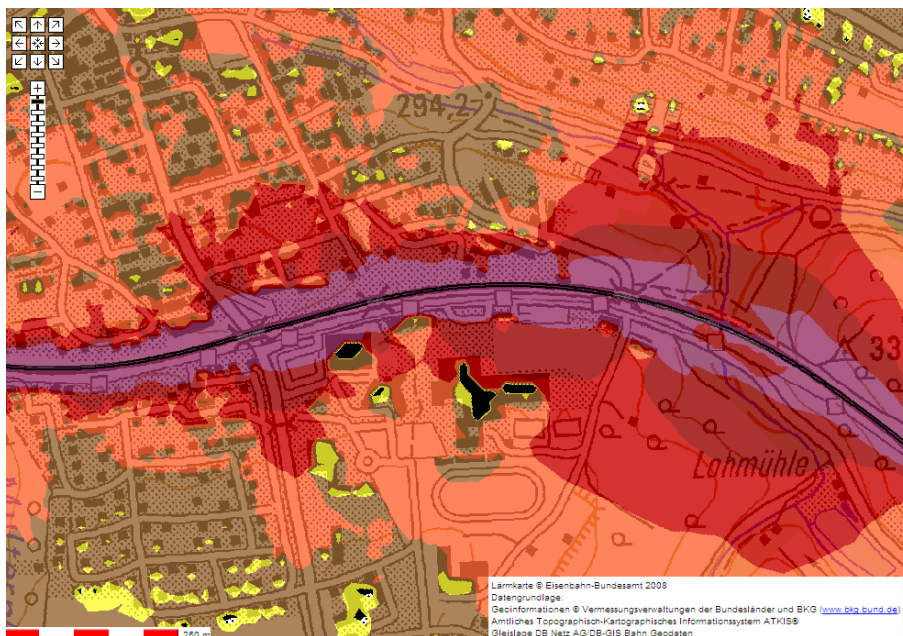 294,27
33
Lohmühle
P
P
P
P
P
P
P
250 m
Lärmkarte © Eisenbahn-Bundesamt 2008
Datengrundlage:
Geoinformationen © Vermessungsverwaltungen der Bundesländer und BKG (www.bkg.bund.de)
Amtliches Topographisch-Kartographisches Informationssystem ATKIS®
Gleislage DB Netz AG/DB-GIS Bahn Geodaten